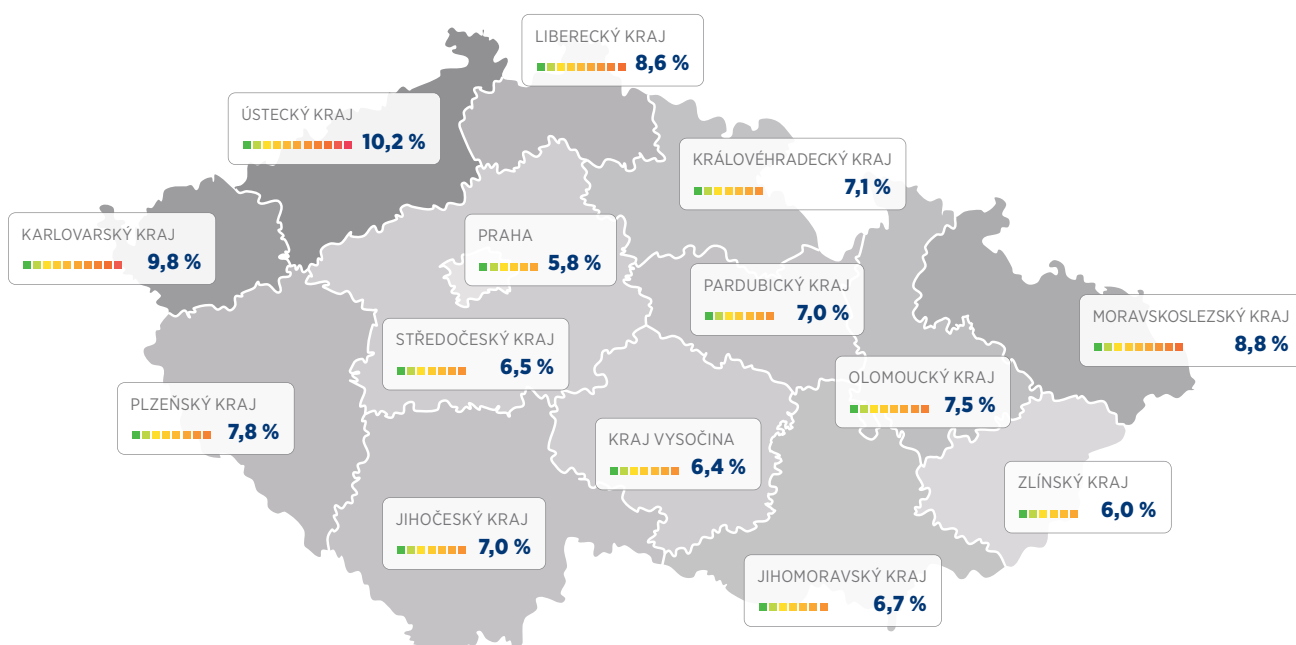 LIBERECKÝ KRAJ
8,6 %
ÚSTECKÝ KRAJ
10,2 %
KRÁLOVÉHRADECKÝ KRAJ
7,1 %
KARLOVARSKÝ KRAJ
9,8 %
PRAHA
5,8 %
PARDUBICKÝ KRAJ
7,0 %
MORAVSKOSLEZSKÝ KRAJ
8,8 %
STŘEDOČESKÝ KRAJ
6,5 %
OLOMOUCKÝ KRAJ
7,5 %
PLZEŇSKÝ KRAJ
7,8 %
KRAJ VYSOČINA
6,4 %
ZLÍNSKÝ KRAJ
6,0 %
JIHOČESKÝ KRAJ
7,0 %
JIHOMORAVSKÝ KRAJ
6,7 %